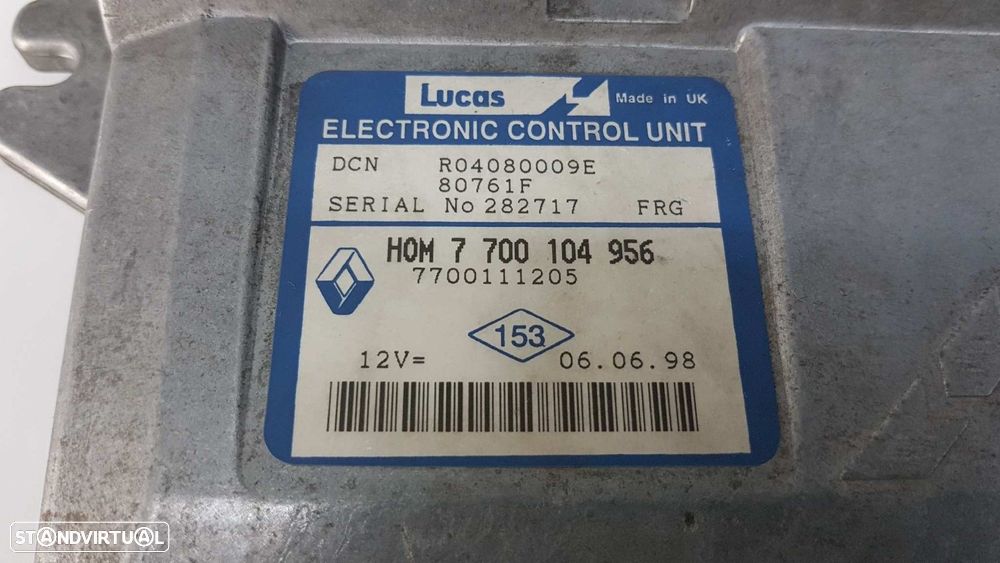 Lucas Made in UK
ELECTRONIC CONTROL UNIT
DCN R04080009E
80761F
SERIAL No 282717 FRG
HOM 7 700 104 956
7700111205
153
12V= 06.06.98
STANDVIRTUAL